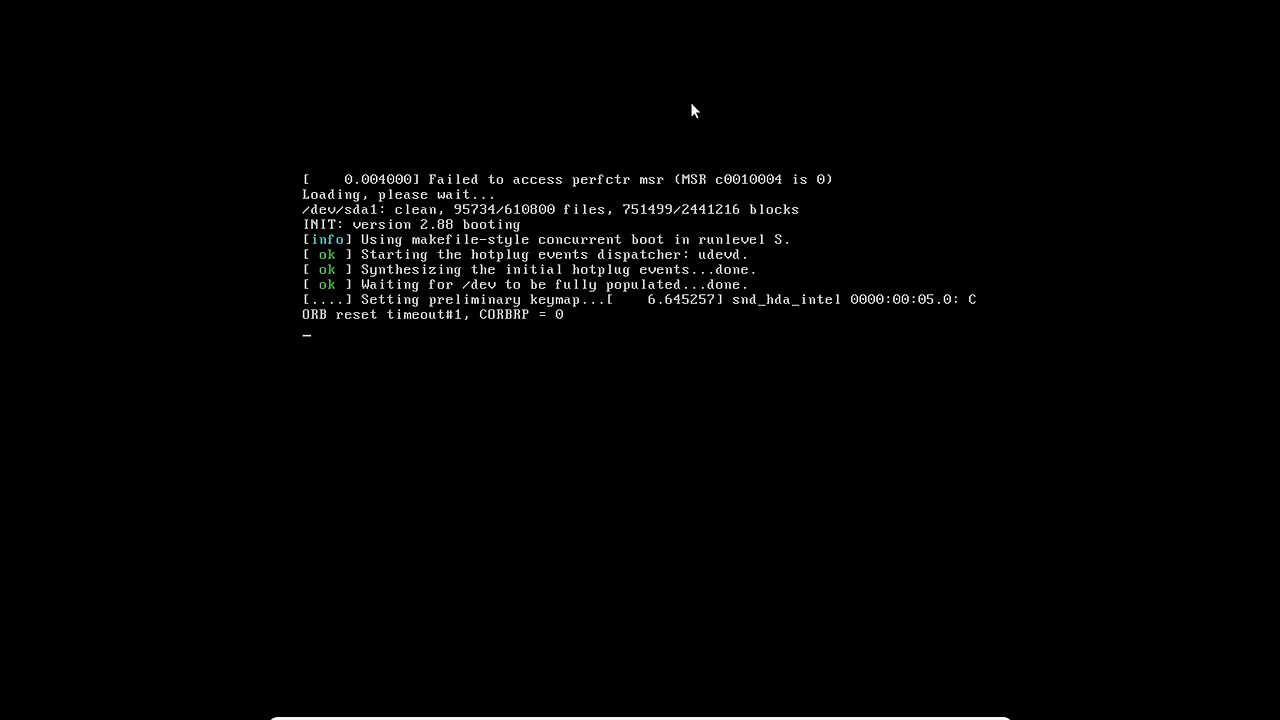 [    0.004000] Failed to access perfctr msr (MSR c0010004 is 0)
Loading, please wait...
/dev/sda1: clean, 95734/610800 files, 751499/2441216 blocks
INIT: version 2.88 booting
[info] Using makefile-style concurrent boot in runlevel S.
[ ok ] Starting the hotplug events dispatcher: udevd.
[ ok ] Synthesizing the initial hotplug events...done.
[ ok ] Waiting for /dev to be fully populated...done.
[....] Setting preliminary keymap...[    6.645257] snd_hda_intel 0000:00:05.0: C
ORB reset timeout#1, CORBRP = 0
_